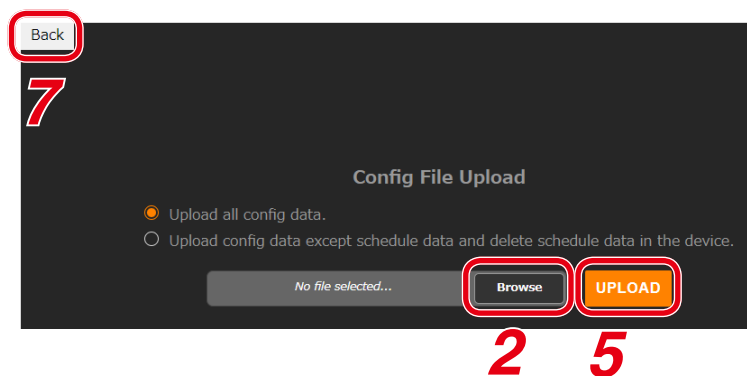 Back
7
Config File Upload
Upload all config data.
Upload config data except schedule data and delete schedule data in the device.
No file selected... Browse UPLOAD
2 5